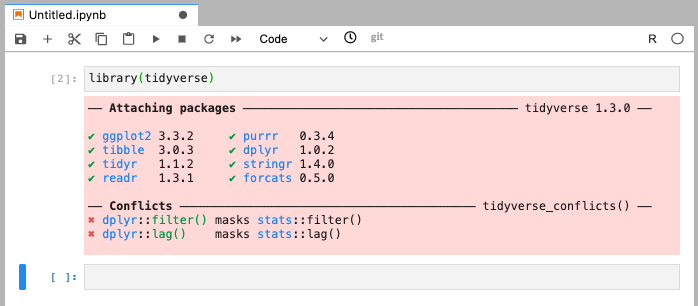 Untitled.ipynb
Code
git
R
[2]: library(tidyverse)
── Attaching packages ─────────────────────────────────────── tidyverse 1.3.0 ──
✔ ggplot2 3.3.2     ✔ purrr   0.3.4
✔ tibble  3.0.3     ✔ dplyr   1.0.2
✔ tidyr   1.1.2     ✔ stringr 1.4.0
✔ readr   1.3.1     ✔ forcats 0.5.0
── Conflicts ────────────────────────────────────────── tidyverse_conflicts() ──
✖ dplyr::filter() masks stats::filter()
✖ dplyr::lag()    masks stats::lag()
[ ]: